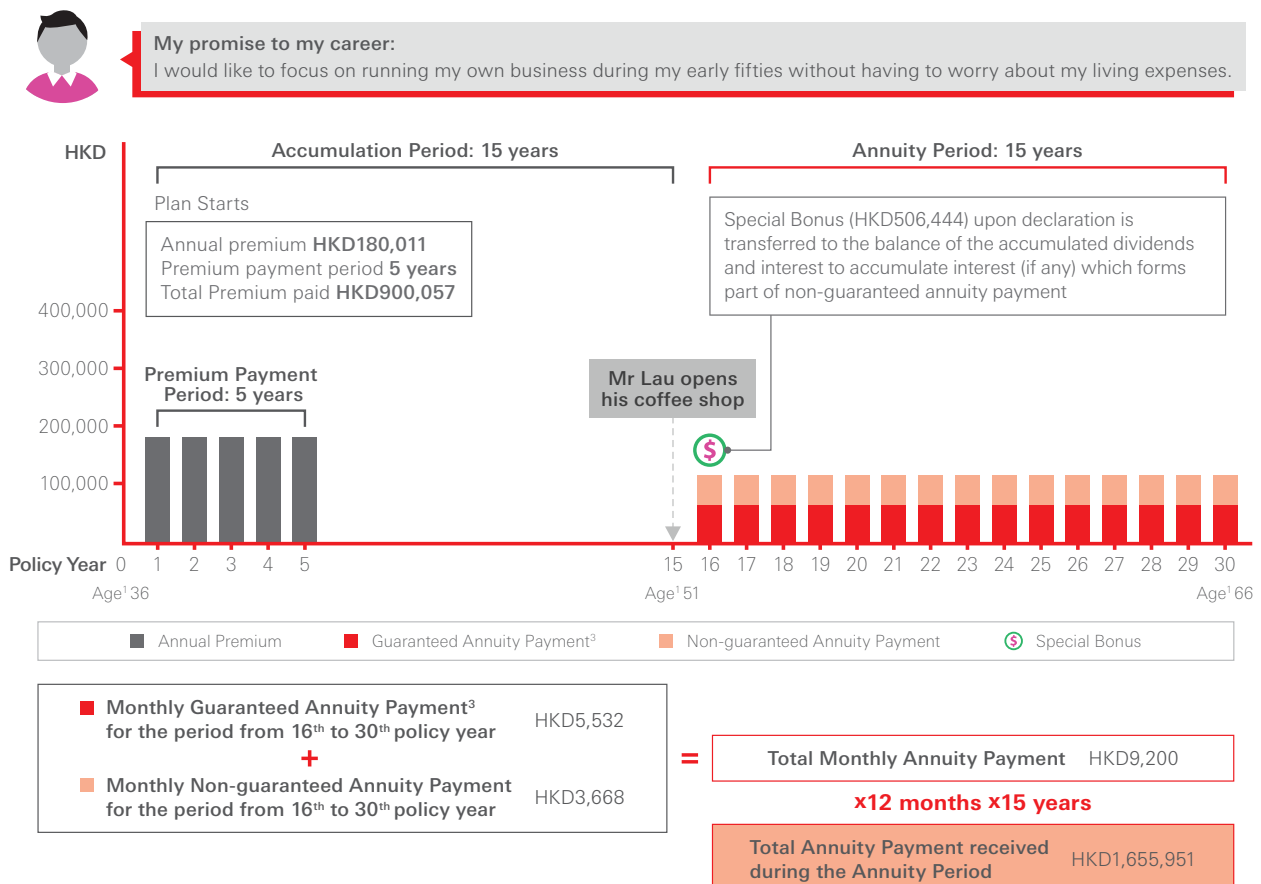 My promise to my career:
I would like to focus on running my own business during my early fifties without having to worry about my living expenses.
HKD
Accumulation Period: 15 years
Annuity Period: 15 years
Plan Starts
Annual premium HKD180,011
Premium payment period 5 years
Total Premium paid HKD900,057
Special Bonus (HKD506,444) upon declaration is
transferred to the balance of the accumulated dividends
and interest to accumulate interest (if any) which forms
part of non-guaranteed annuity payment
400,000
300,000
200,000
100,000
Premium Payment
Period: 5 years
Mr Lau opens
his coffee shop
$
Policy Year 0 1 2 3 4 5 15 16 17 18 19 20 21 22 23 24 25 26 27 28 29 30
Age¹ 36 Age¹ 51 Age¹ 66
Annual Premium Guaranteed Annuity Payment³ Non-guaranteed Annuity Payment $ Special Bonus
Monthly Guaranteed Annuity Payment³
for the period from 16th to 30th policy year
HKD5,532
+
Monthly Non-guaranteed Annuity Payment
for the period from 16th to 30th policy year
HKD3,668
=
Total Monthly Annuity Payment HKD9,200
x12 months x15 years
Total Annuity Payment received
during the Annuity Period
HKD1,655,951